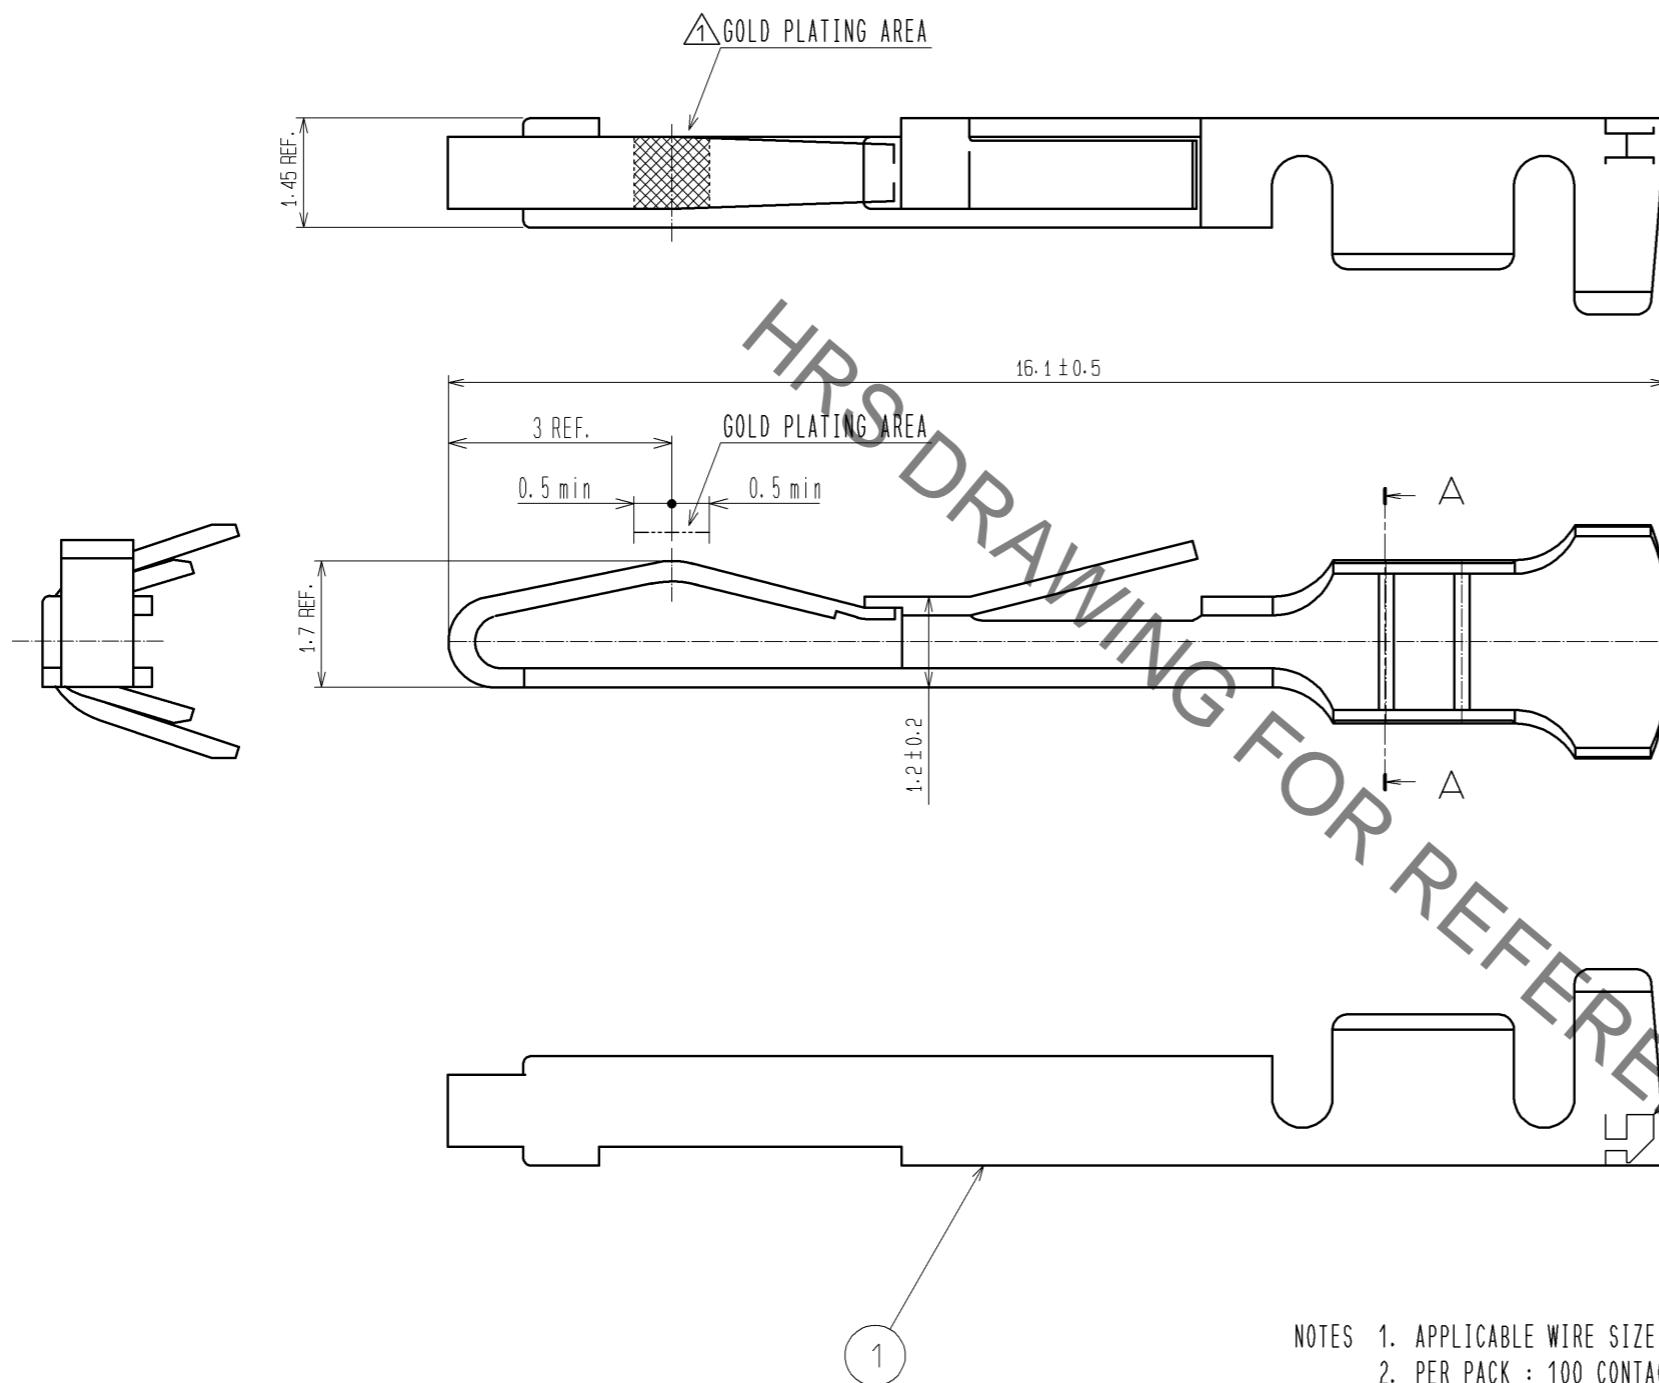 1 GOLD PLATING AREA
1.45 REF.
16.1±0.5
3 REF.
GOLD PLATING AREA
0.5 min
0.5 min
A
1.7 REF.
1.2±0.2
A
HRS DRAWING FOR
1
NOTES 1. APPLICABLE WIRE SIZE
2. PER PACK : 100